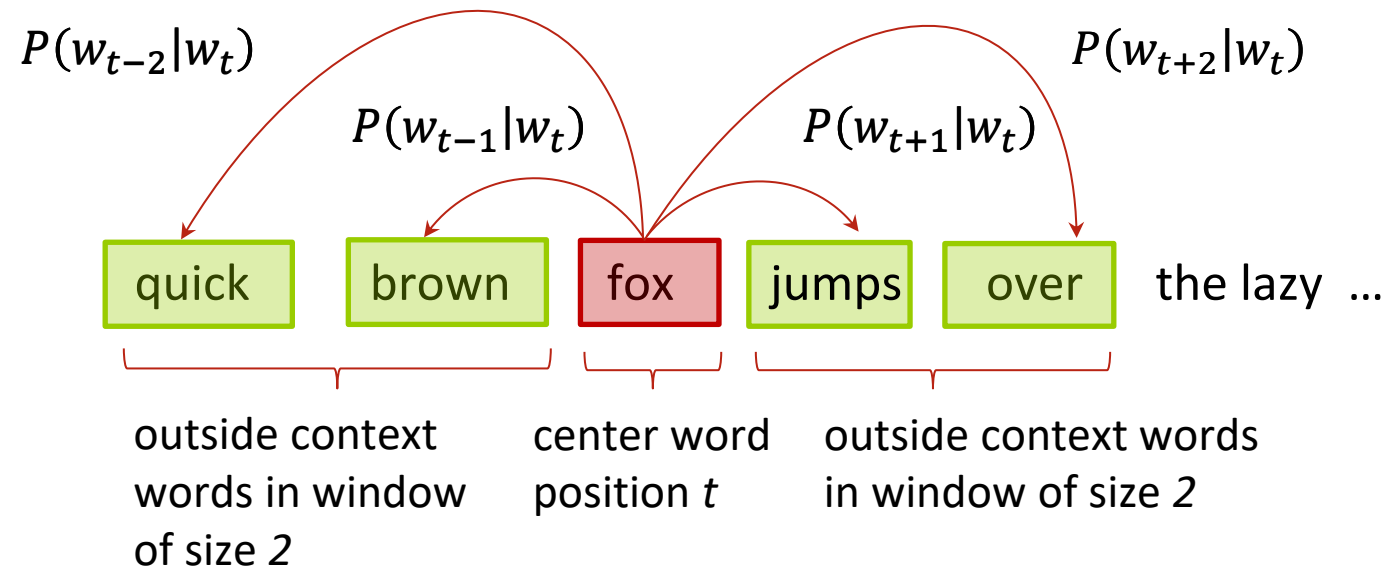 P(w_{t−2}|w_t)
P(w_{t+2}|w_t)
P(w_{t−1}|w_t)
P(w_{t+1}|w_t)
quick brown fox jumps over the lazy ...
outside context
words in window
of size 2
center word
position t
outside context words
in window of size 2